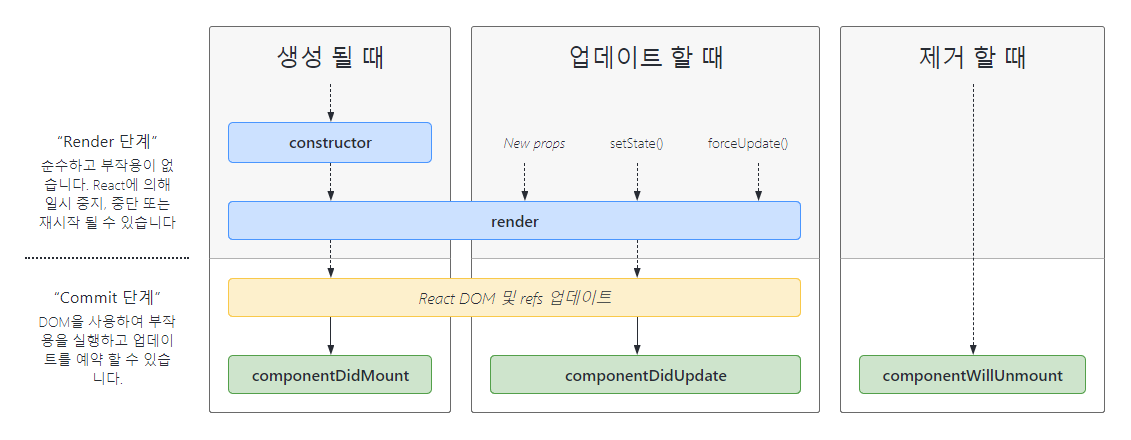 생성 될 때
업데이트 할 때
제거 할 때
“Render 단계”
순수하고 부작용이 없
습니다. React에 의해
일시 중지, 중단 또는
재시작 될 수 있습니다
constructor
New props
setState()
forceUpdate()
render
“Commit 단계”
DOM을 사용하여 부작
용을 실행하고 업데이
트를 예약 할 수 있습
니다.
React DOM 및 refs 업데이트
componentDidMount
componentDidUpdate
componentWillUnmount